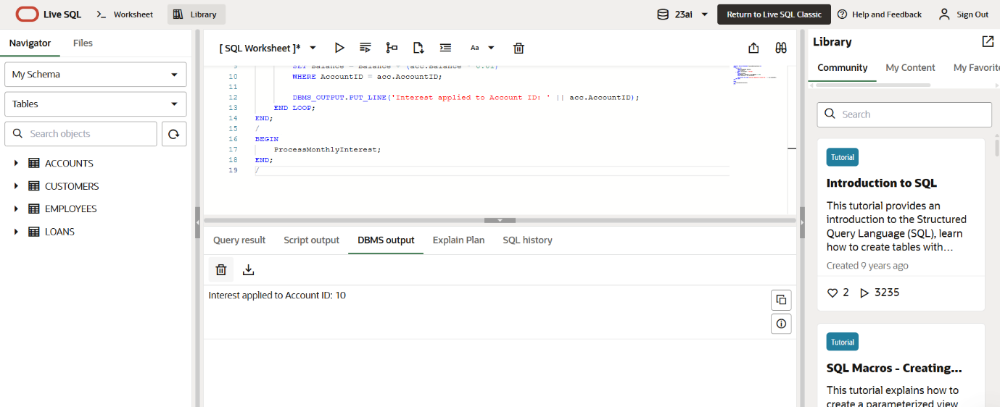 Live SQL
Worksheet
Library
23ai
Return to Live SQL Classic
Help and Feedback
Sign Out
Navigator
Files
My Schema
Tables
Search objects
ACCOUNTS
CUSTOMERS
EMPLOYEES
LOANS
[ SQL Worksheet ]*
Aa
9 SET Balance = Balance + (acc.Balance * 0.01)
10 WHERE AccountID = acc.AccountID;
11
12 DBMS_OUTPUT.PUT_LINE('Interest applied to Account ID: ' || acc.AccountID);
13 END LOOP;
14 END;
15 /
16 BEGIN
17 ProcessMonthlyInterest;
18 END;
19 /
Query result
Script output
DBMS output
Explain Plan
SQL history
Interest applied to Account ID: 10
Library
Community
My Content
My Favorite
Search
Tutorial
Introduction to SQL
This tutorial provides an
introduction to the Structured
Query Language (SQL), learn
how to create tables with...
Created 9 years ago
2
3235
Tutorial
SQL Macros - Creating...
This tutorial explains how to
create a parameterized view